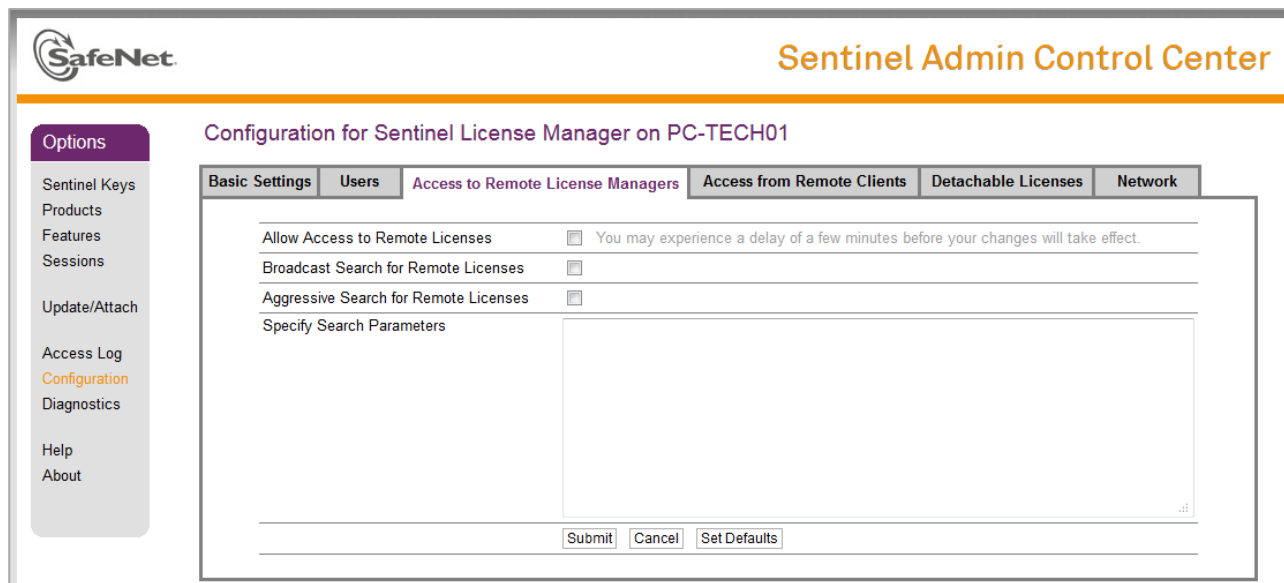 SafeNet.
Sentinel Admin Control Center
Options
Sentinel Keys
Products
Features
Sessions
Update/Attach
Access Log
Configuration
Diagnostics
Help
About
Configuration for Sentinel License Manager on PC-TECH01
Basic Settings Users Access to Remote License Managers Access from Remote Clients Detachable Licenses Network
Allow Access to Remote Licenses You may experience a delay of a few minutes before your changes will take effect.
Broadcast Search for Remote Licenses
Aggressive Search for Remote Licenses
Specify Search Parameters
Submit Cancel Set Defaults